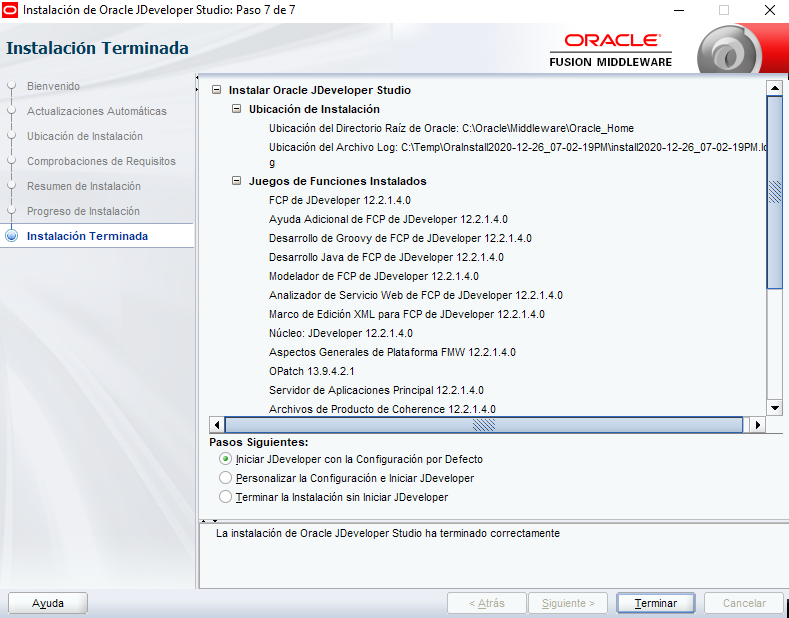 Instalación de Oracle JDeveloper Studio: Paso 7 de 7
Instalación Terminada
ORACLE
FUSION MIDDLEWARE
Bienvenido
Actualizaciones Automáticas
Ubicación de Instalación
Comprobaciones de Requisitos
Resumen de Instalación
Progreso de Instalación
Instalación Terminada
Instalar Oracle JDeveloper Studio
Ubicación de Instalación
Ubicación del Directorio Raíz de Oracle: C:\Oracle\Middleware\Oracle_Home
Ubicación del Archivo Log: C:\Temp\OraInstall2020-12-26_07-02-19PM\install2020-12-26_07-02-19PM.lo
g
Juegos de Funciones Instalados
FCP de JDeveloper 12.2.1.4.0
Ayuda Adicional de FCP de JDeveloper 12.2.1.4.0
Desarrollo de Groovy de FCP de JDeveloper 12.2.1.4.0
Desarrollo Java de FCP de JDeveloper 12.2.1.4.0
Modelador de FCP de JDeveloper 12.2.1.4.0
Analizador de Servicio Web de FCP de JDeveloper 12.2.1.4.0
Marco de Edición XML para FCP de JDeveloper 12.2.1.4.0
Núcleo: JDeveloper 12.2.1.4.0
Aspectos Generales de Plataforma FMW 12.2.1.4.0
OPatch 13.9.4.2.1
Servidor de Aplicaciones Principal 12.2.1.4.0
Archivos de Producto de Coherence 12.2.1.4.0
Pasos Siguientes:
Iniciar JDeveloper con la Configuración por Defecto
Personalizar la Configuración e Iniciar JDeveloper
Terminar la Instalación sin Iniciar JDeveloper
La instalación de Oracle JDeveloper Studio ha terminado correctamente
Ayuda
< Atrás
Siguiente >
Terminar
Cancelar